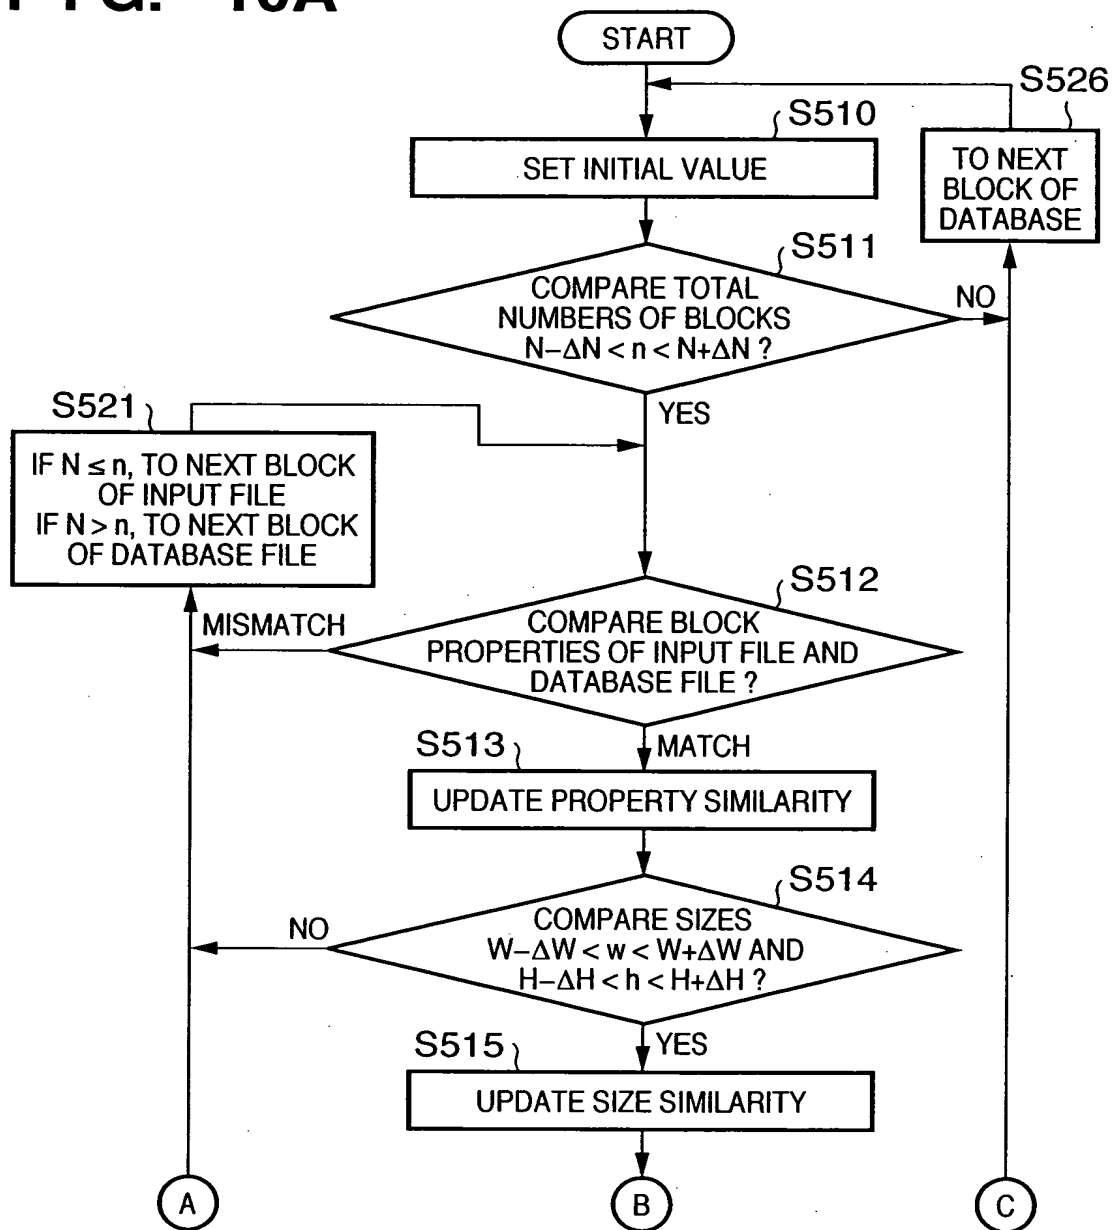 START
S526
S510
SET INITIAL VALUE
TO NEXT
BLOCK OF
DATABASE
S511
COMPARE TOTAL
NUMBERS OF BLOCKS
N–ΔN < n < N+ΔN ?
NO
YES
S521
IF N ≤ n, TO NEXT BLOCK
OF INPUT FILE
IF N > n, TO NEXT BLOCK
OF DATABASE FILE
S512
COMPARE BLOCK
PROPERTIES OF INPUT FILE AND
DATABASE FILE ?
MISMATCH
MATCH
S513
UPDATE PROPERTY SIMILARITY
S514
COMPARE SIZES
W–ΔW < w < W+ΔW AND
H–ΔH < h < H+ΔH ?
NO
YES
S515
UPDATE SIZE SIMILARITY
A
B
C